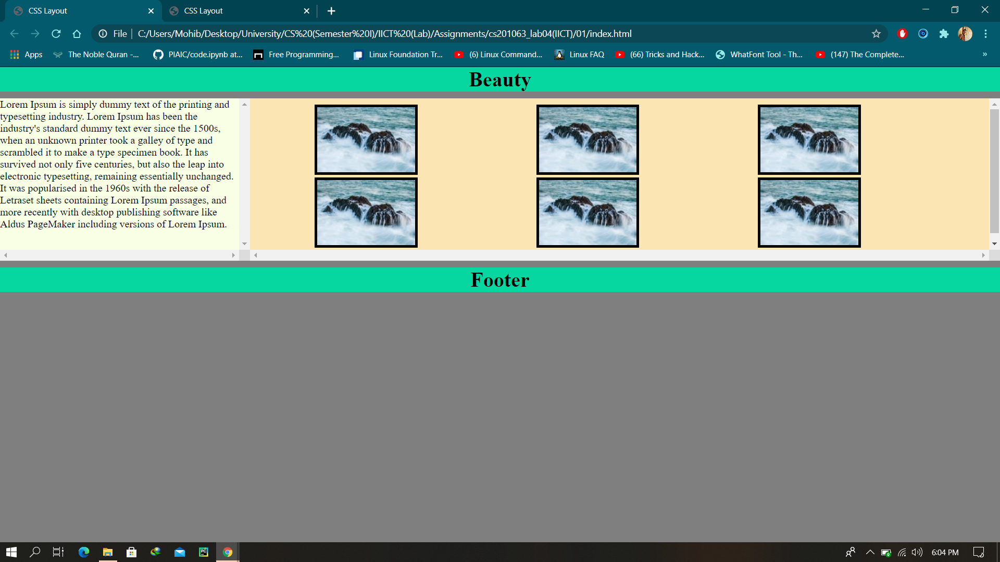 CSS Layout
CSS Layout
File
C:/Users/Mohib/Desktop/University/CS%20(Semester%20I)/IICT%20(Lab)/Assignments/cs201063_lab04(IICT)/01/index.html
Apps
The Noble Quran -...
PIAIC/code.ipynb at...
Free Programming...
Linux Foundation Tr...
(6) Linux Command...
Linux FAQ
(66) Tricks and Hack...
WhatFont Tool - Th...
(147) The Complete...
»
Beauty
Lorem Ipsum is simply dummy text of the printing and
typesetting industry. Lorem Ipsum has been the
industry's standard dummy text ever since the 1500s,
when an unknown printer took a galley of type and
scrambled it to make a type specimen book. It has
survived not only five centuries, but also the leap into
electronic typesetting, remaining essentially unchanged.
It was popularised in the 1960s with the release of
Letraset sheets containing Lorem Ipsum passages, and
more recently with desktop publishing software like
Aldus PageMaker including versions of Lorem Ipsum.
Footer
PC
6:04 PM